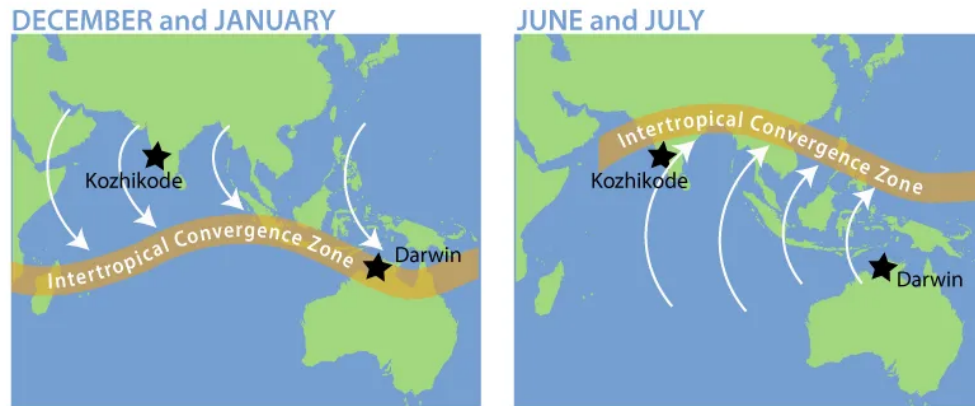 DECEMBER and JANUARY
Kozhikode
Intertropical Convergence Zone
Darwin
JUNE and JULY
Intertropical Convergence Zone
Kozhikode
Darwin